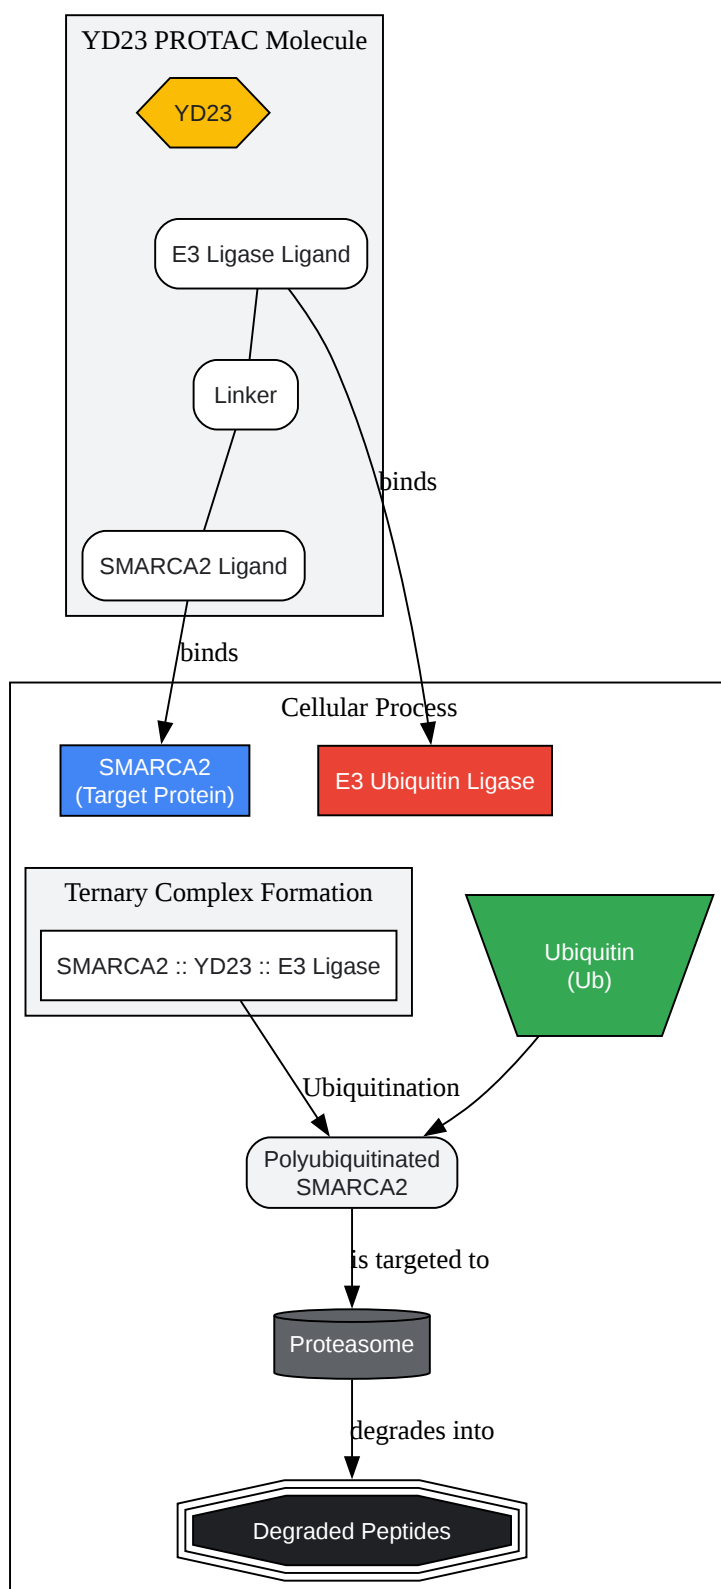 YD23 PROTAC Molecule
YD23
E3 Ligase Ligand
Linker
binds
SMARCA2 Ligand
binds
Cellular Process
SMARCA2
(Target Protein)
E3 Ubiquitin Ligase
Ternary Complex Formation
SMARCA2 :: YD23 :: E3 Ligase
Ubiquitin
(Ub)
Ubiquitination
Polyubiquitinated
SMARCA2
is targeted to
Proteasome
degrades into
Degraded Peptides